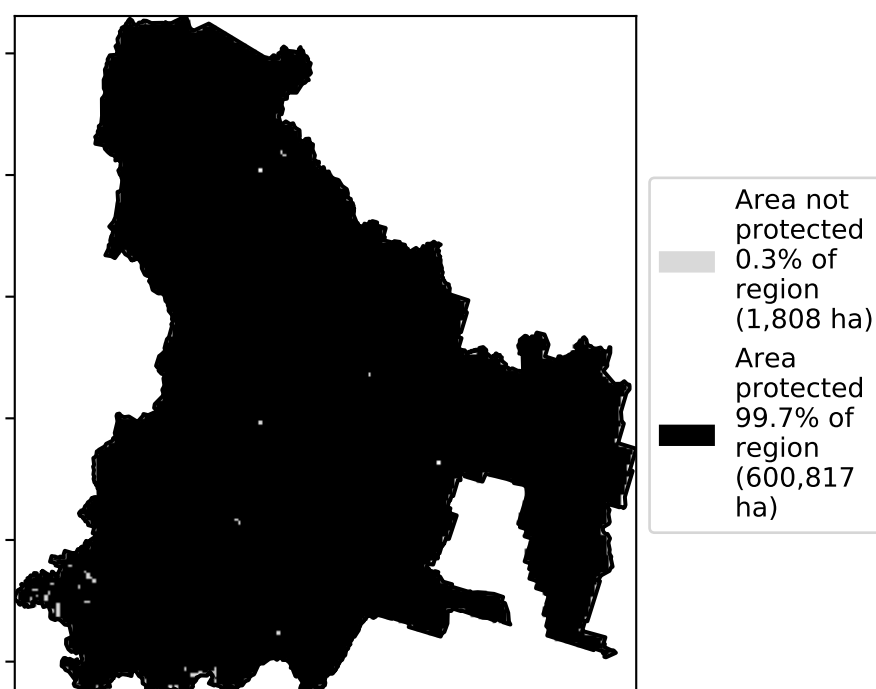 Area not
protected
0.3% of
region
(1,808 ha)
Area
protected
99.7% of
region
(600,817
ha)